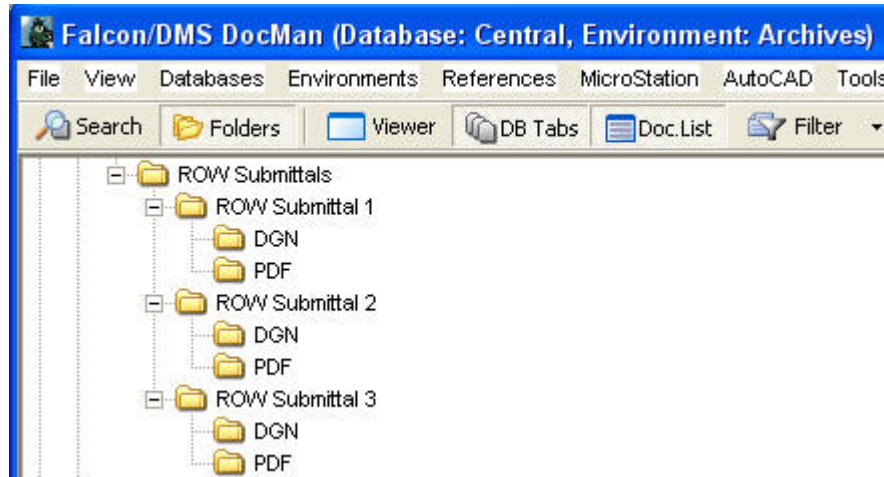 Falcon/DMS DocMan (Database: Central, Environment: Archives)
File View Databases Environments References MicroStation AutoCAD Tools
Search Folders Viewer DB Tabs Doc.List Filter
ROW Submittals
ROW Submittal 1
DGN
PDF
ROW Submittal 2
DGN
PDF
ROW Submittal 3
DGN
PDF